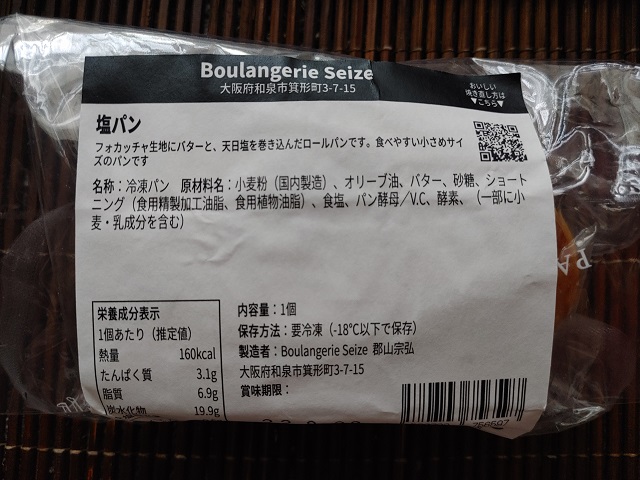 Boulangerie Seize
大阪府和泉市箕形町3-7-15
おいしい
焼き直し方は
▼こちら▼
塩パン
フォカッチャ生地にバターと、天日塩を巻き込んだロールパンです。食べやすい小さめサイ
ズのパンです
名称：冷凍パン 原材料名：小麦粉（国内製造）、オリーブ油、バター、砂糖、ショート
ニング（食用精製加工油脂、食用植物油脂）、食塩、パン酵母／V.C、酵素、（一部に小
麦・乳成分を含む）
栄養成分表示
1個あたり（推定値）
熱量 160kcal
たんぱく質 3.1g
脂質 6.9g
炭水化物 19.9g
内容量：1個
保存方法：要冷凍（-18℃以下で保存）
製造者：Boulangerie Seize 郡山宗弘
大阪府和泉市箕形町3-7-15
賞味期限：